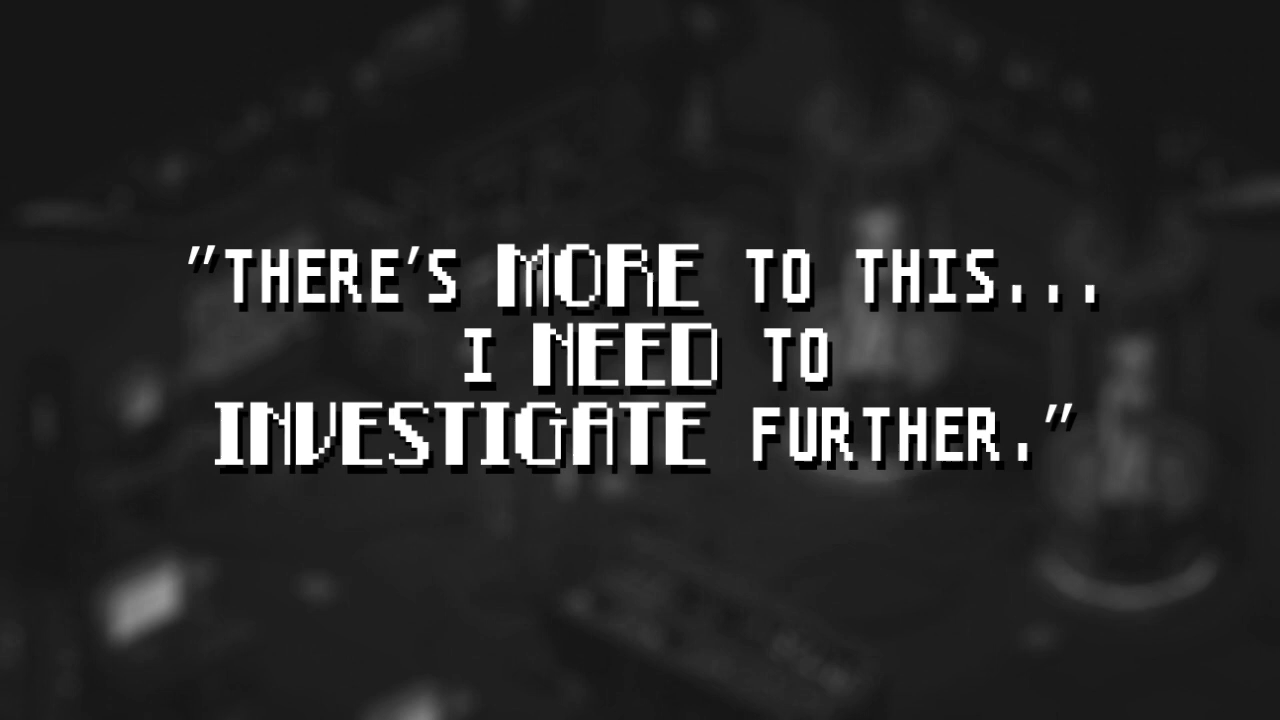 "THERE'S MORE TO THIS...
I NEED TO
INVESTIGATE FURTHER."